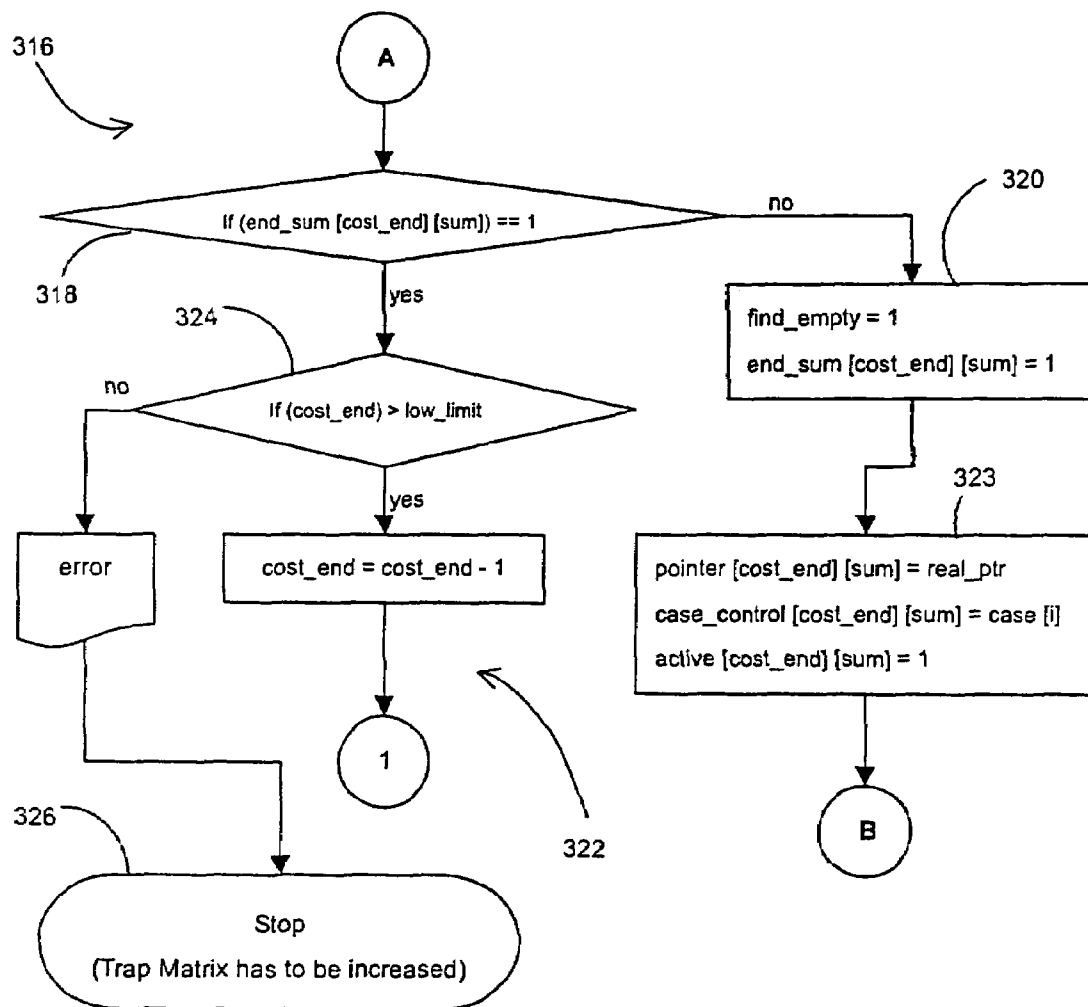 316
A
320
If (end_sum [cost_end] [sum]) == 1
no
318
yes
324
find_empty = 1
end_sum [cost_end] [sum] = 1
no
If (cost_end) > low_limit
323
yes
error
cost_end = cost_end - 1
pointer [cost_end] [sum] = real_ptr
case_control [cost_end] [sum] = case [i]
active [cost_end] [sum] = 1
1
326
322
B
Stop
(Trap Matrix has to be increased)